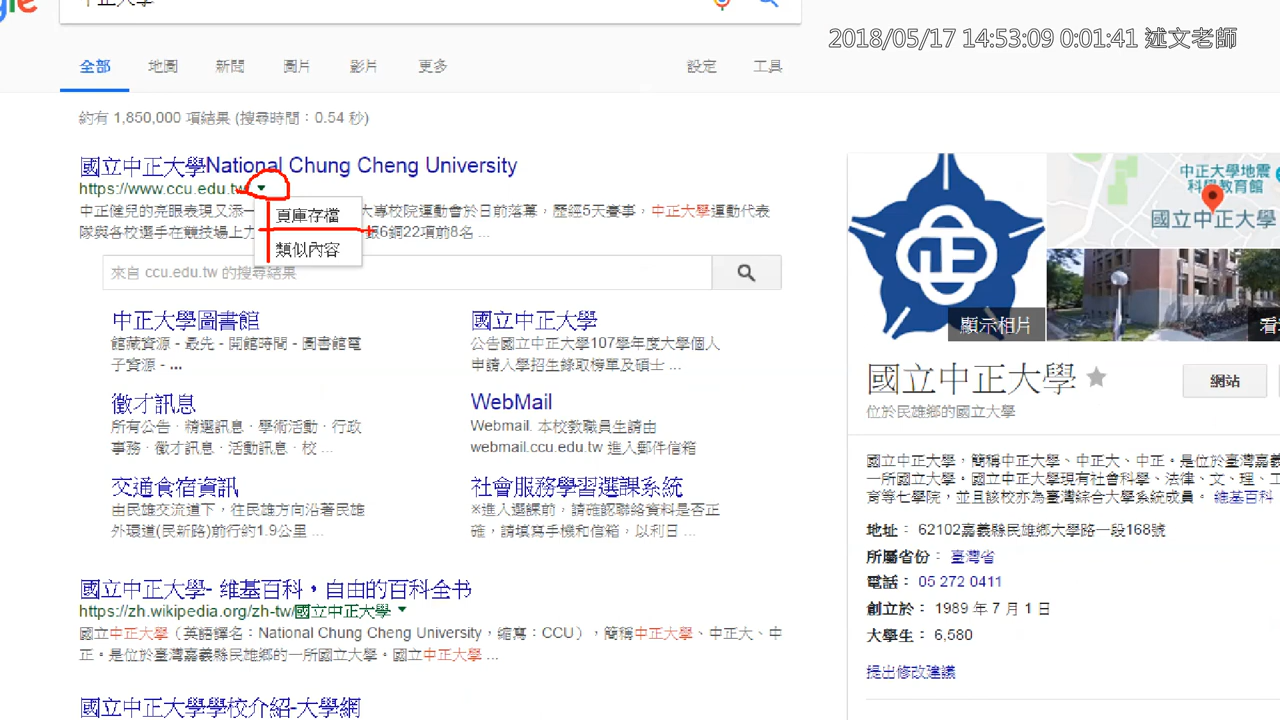 中正大學
2018/05/17 14:53:09 0:01:41 述文老師
全部 地圖 新聞 圖片 影片 更多 設定 工具
約有 1,850,000 項結果 (搜尋時間：0.54 秒)
國立中正大學National Chung Cheng University
https://www.ccu.edu.tw
頁庫存檔
類似內容
中正健兒的亮眼表現又添一 大專校院運動會於日前落幕，歷經5天賽事，中正大學運動代表
隊與各校選手在競技場上力 銀6銅22項前8名 ...
來自 ccu.edu.tw 的搜尋結果
中正大學圖書館
館藏資源 - 最先 - 開館時間 - 圖書館電
子資源 - ...
國立中正大學
公告國立中正大學107學年度大學個人
申請入學招生錄取榜單及碩士 ...
徵才訊息
所有公告 · 精選訊息 · 學術活動 · 行政
事務 · 徵才訊息 · 活動訊息 · 校 ...
WebMail
Webmail. 本校教職員生請由
webmail.ccu.edu.tw 進入郵件信箱
交通食宿資訊
由民雄交流道下，往民雄方向沿著民雄
外環道(民新路)前行約1.9公里 ...
社會服務學習選課系統
※進入選課前，請確認聯絡資料是否正
確，請填寫手機和信箱，以利日 ...
國立中正大學- 維基百科，自由的百科全书
https://zh.wikipedia.org/zh-tw/國立中正大學
國立中正大學（英語譯名：National Chung Cheng University，縮寫：CCU），簡稱中正大學、中正大、中
正。是位於臺灣嘉義縣民雄鄉的一所國立大學。國立中正大學 ...
國立中正大學學校介紹-大學網
中正大學地震
科學教育館
國立中正大學
顯示相片
看
國立中正大學
網站
位於民雄鄉的國立大學
國立中正大學，簡稱中正大學、中正大、中正。是位於臺灣嘉義
一所國立大學。國立中正大學現有社會科學、法律、文、理、工
育等七學院，並且該校亦為臺灣綜合大學系統成員。 維基百科
地址： 62102嘉義縣民雄鄉大學路一段168號
所屬省份： 臺灣省
電話： 05 272 0411
創立於： 1989 年 7 月 1 日
大學生： 6,580
提出修改建議